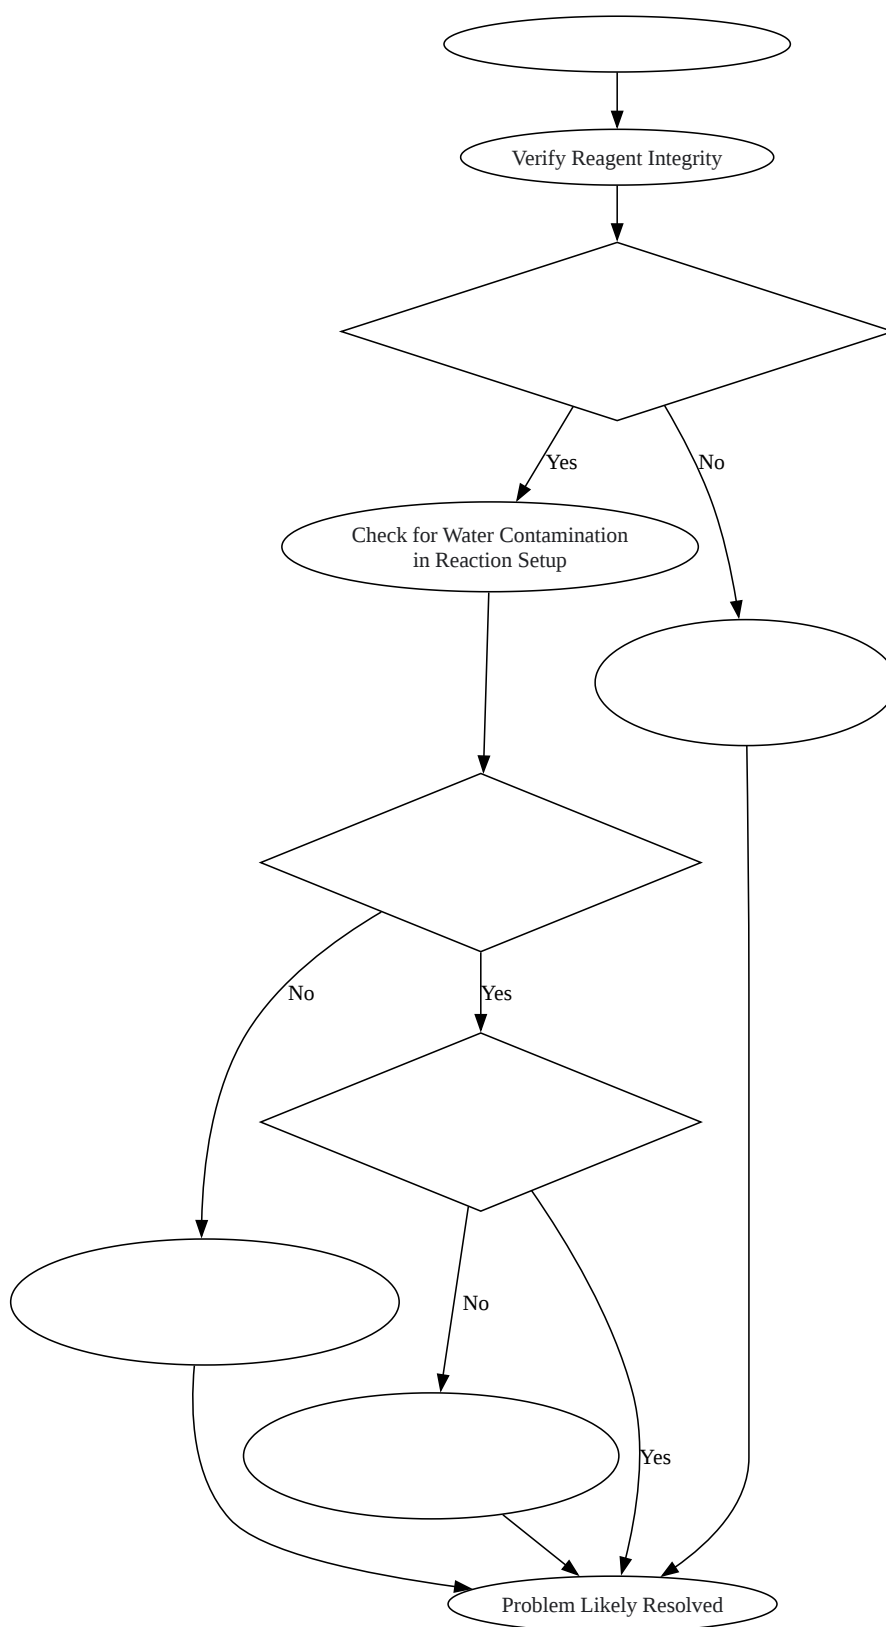 Verify Reagent Integrity
Yes
No
Check for Water Contamination
in Reaction Setup
No
Yes
No
Yes
Problem Likely Resolved